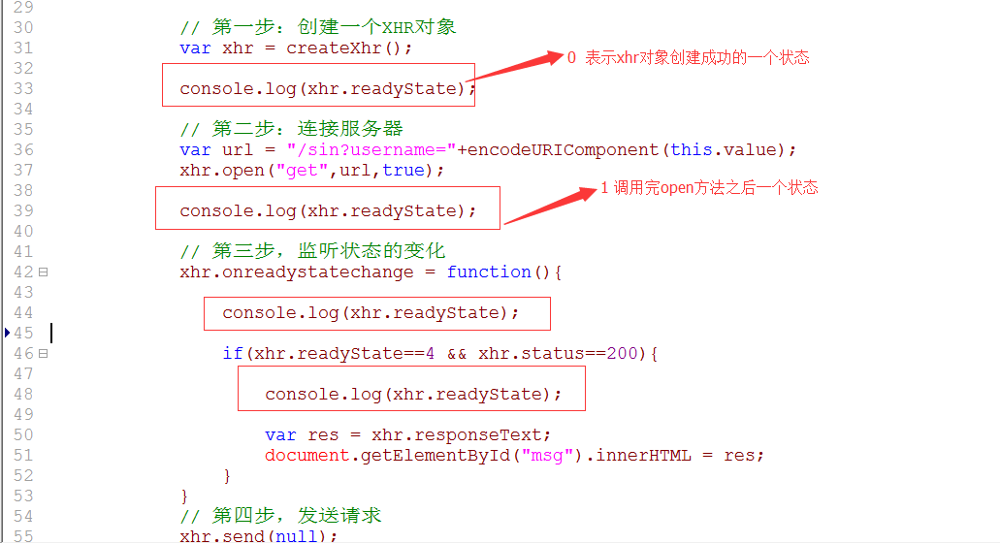 29
30 // 第一步：创建一个XHR对象
31 var xhr = createXhr();
32
0 表示xhr对象创建成功的一个状态
33 console.log(xhr.readyState);
34
35 // 第二步：连接服务器
36 var url = "/sin?username="+encodeURIComponent(this.value);
37 xhr.open("get",url,true);
38
1 调用完open方法之后一个状态
39 console.log(xhr.readyState);
40
41 // 第三步，监听状态的变化
42 xhr.onreadystatechange = function(){
43
44 console.log(xhr.readyState);
45
46 if(xhr.readyState==4 && xhr.status==200){
47
48 console.log(xhr.readyState);
49
50 var res = xhr.responseText;
51 document.getElementById("msg").innerHTML = res;
52 }
53 }
54 // 第四步，发送请求
55 xhr.send(null);